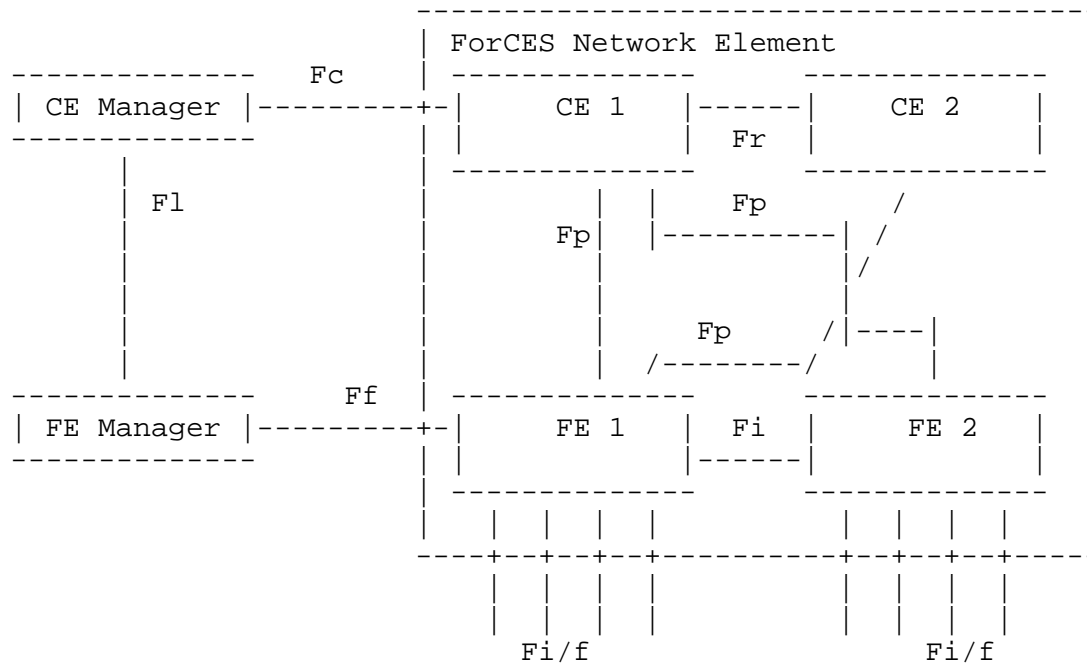 ForCES Network Element
Fc
CE Manager CE 1 CE 2
Fr
Fl Fp
Fp
Fp
Ff
FE Manager FE 1 Fi FE 2
Fi/f Fi/f